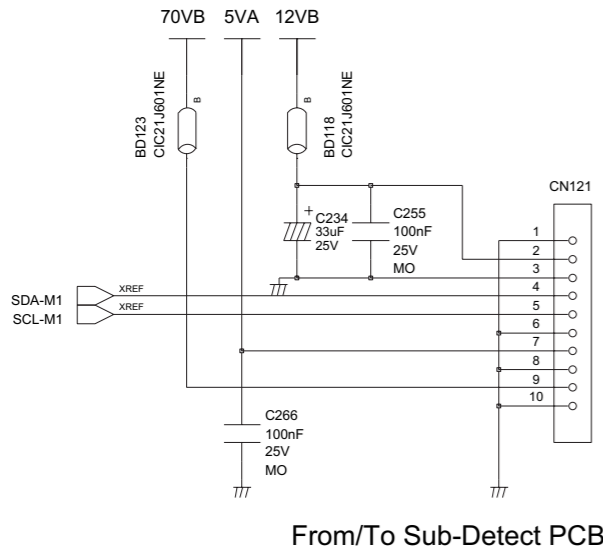 70VB 5VA 12VB
B
BD123
CIC21J601NE
B
BD118
CIC21J601NE
CN121
+
C234
33uF
25V
C255
100nF
25V
MO
1
2
3
4
5
6
7
8
9
10
SDA-M1
XREF
SCL-M1
XREF
C266
100nF
25V
MO
From/To Sub-Detect PCB